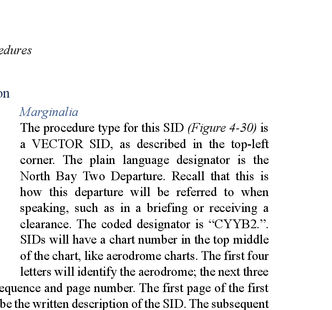 edures
on
Marginalia
The procedure type for this SID (Figure 4-30) is
a VECTOR SID, as described in the top-left
corner. The plain language designator is the
North Bay Two Departure. Recall that this is
how this departure will be referred to when
speaking, such as in a briefing or receiving a
clearance. The coded designator is “CYYB2.”.
SIDs will have a chart number in the top middle
of the chart, like aerodrome charts. The first four
letters will identify the aerodrome; the next three
equence and page number. The first page of the first
be the written description of the SID. The subsequent